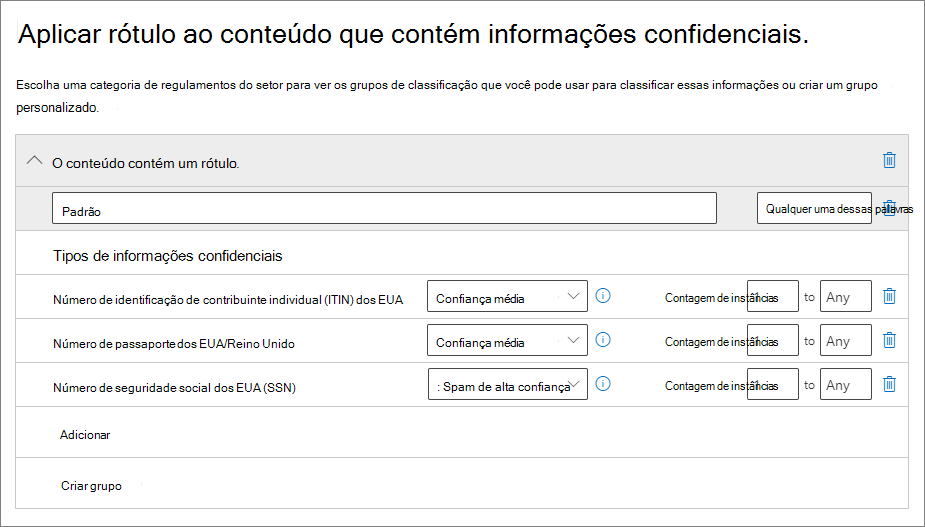 Aplicar rótulo ao conteúdo que contém informações confidenciais.
Escolha uma categoria de regulamentos do setor para ver os grupos de classificação que você pode usar para classificar essas informações ou criar um grupo
personalizado.
O conteúdo contém um rótulo.
Padrão Qualquer uma dessas palavras
Tipos de informações confidenciais
Número de identificação de contribuinte individual (ITIN) dos EUA Confiança média Contagem de instâncias to Any
Número de passaporte dos EUA/Reino Unido Confiança média Contagem de instâncias to Any
Número de seguridade social dos EUA (SSN) : Spam de alta confiança Contagem de instâncias to Any
Adicionar
Criar grupo